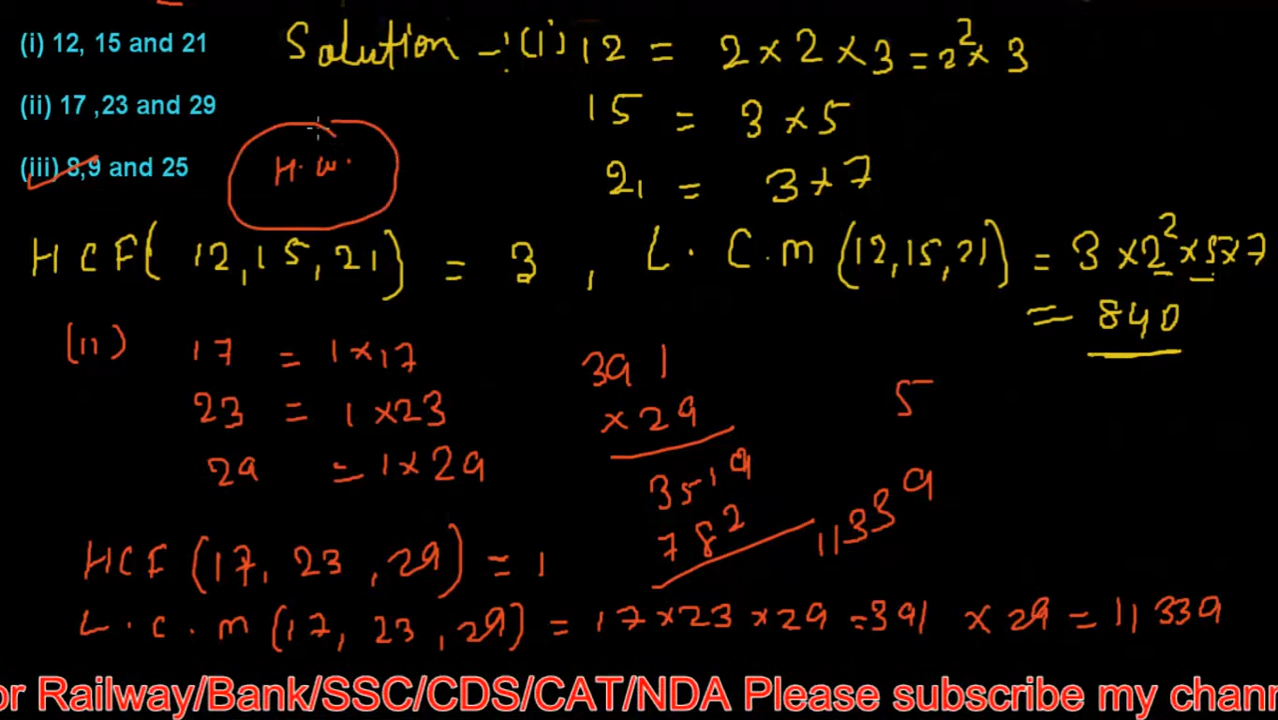 (i) 12, 15 and 21
(ii) 17 ,23 and 29
(iii) 8,9 and 25
H.W.
Solution -: (i) 12 = 2 × 2 × 3 = 2² × 3
15 = 3 × 5
21 = 3 × 7
HCF( 12,15,21) = 3 , L.C.M (12,15,21) = 3 × 2² × 5 × 7
= 840
(ii) 17 = 1 × 17
23 = 1 × 23
29 = 1 × 29
391
× 29
3519
782
11339
5
HCF (17, 23, 29) = 1
L.C.M (17, 23, 29) = 17 × 23 × 29 = 391 × 29 = 11339
or Railway/Bank/SSC/CDS/CAT/NDA Please subscribe my chann